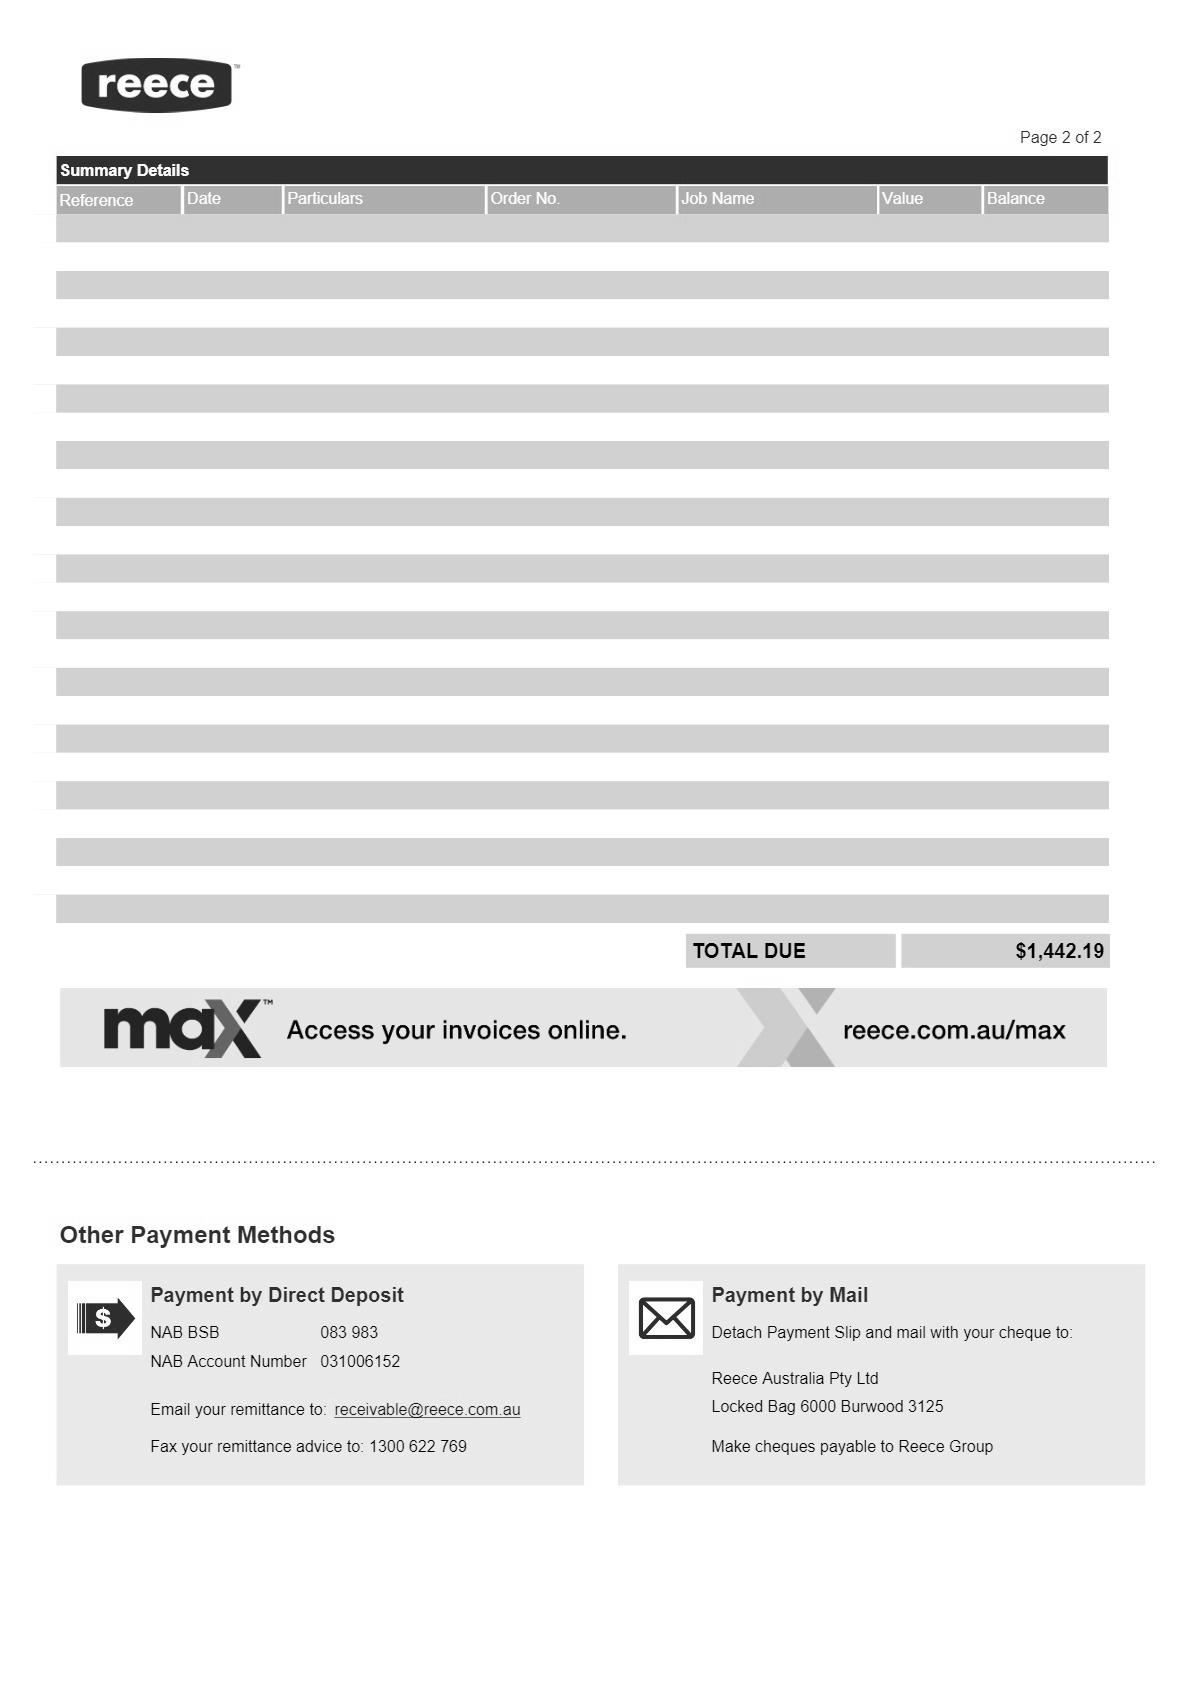 reece™
Page 2 of 2
Summary Details
Reference Date Particulars Order No. Job Name Value Balance
TOTAL DUE $1,442.19
max™ Access your invoices online. reece.com.au/max
Other Payment Methods
Payment by Direct Deposit
NAB BSB 083 983
NAB Account Number 031006152
Email your remittance to: receivable@reece.com.au
Fax your remittance advice to: 1300 622 769
Payment by Mail
Detach Payment Slip and mail with your cheque to:
Reece Australia Pty Ltd
Locked Bag 6000 Burwood 3125
Make cheques payable to Reece Group